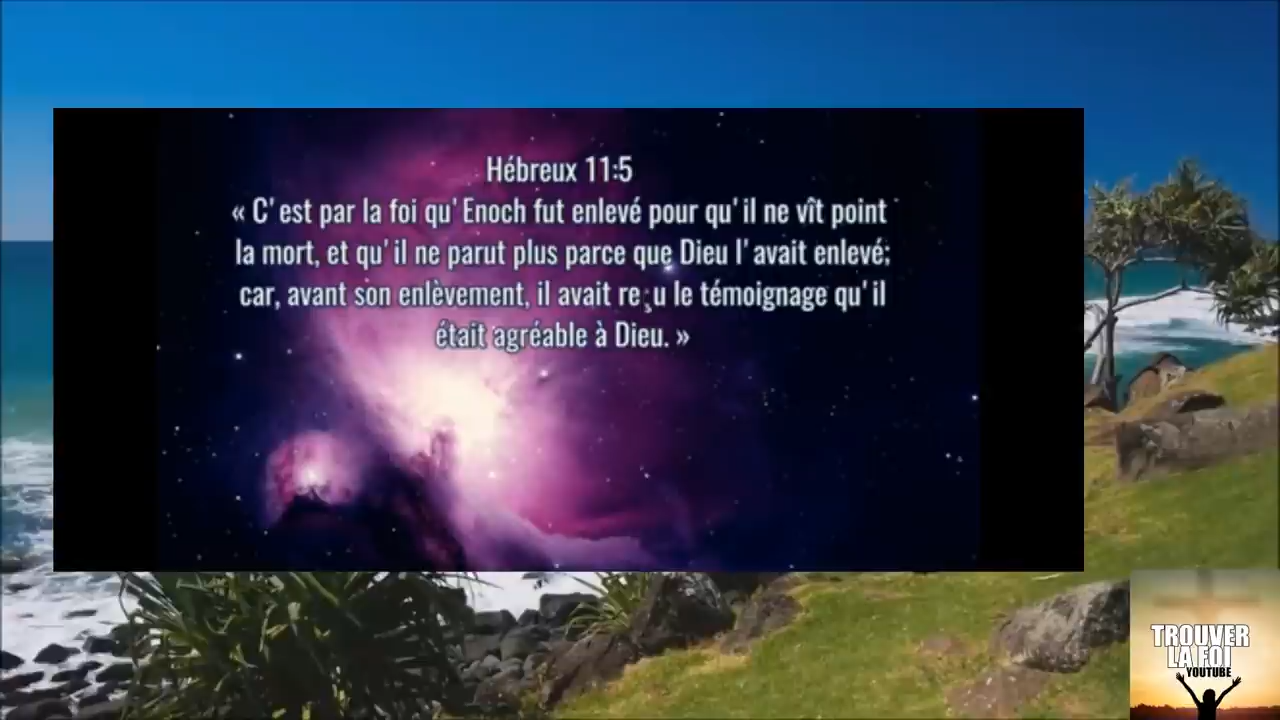 Hébreux 11:5
« C'est par la foi qu'Enoch fut enlevé pour qu'il ne vît point
la mort, et qu'il ne parut plus parce que Dieu l'avait enlevé;
car, avant son enlèvement, il avait reçu le témoignage qu'il
était agréable à Dieu. »
TROUVER
LA FOI
YOUTUBE